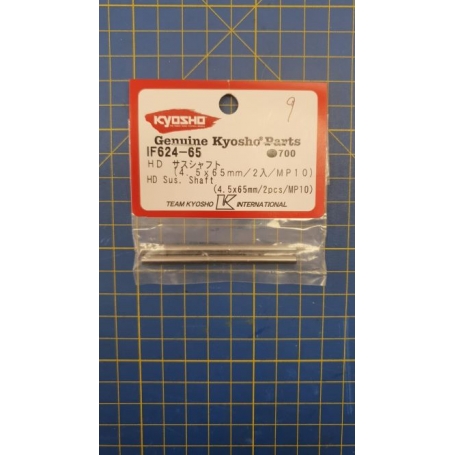 9
KYOSHO
Genuine Kyosho Parts
IF624-65
700
HD サスシャフト
(4.5x65mm/2入/MP10)
HD Sus. Shaft
(4.5x65mm/2pcs/MP10)
TEAM KYOSHO K INTERNATIONAL